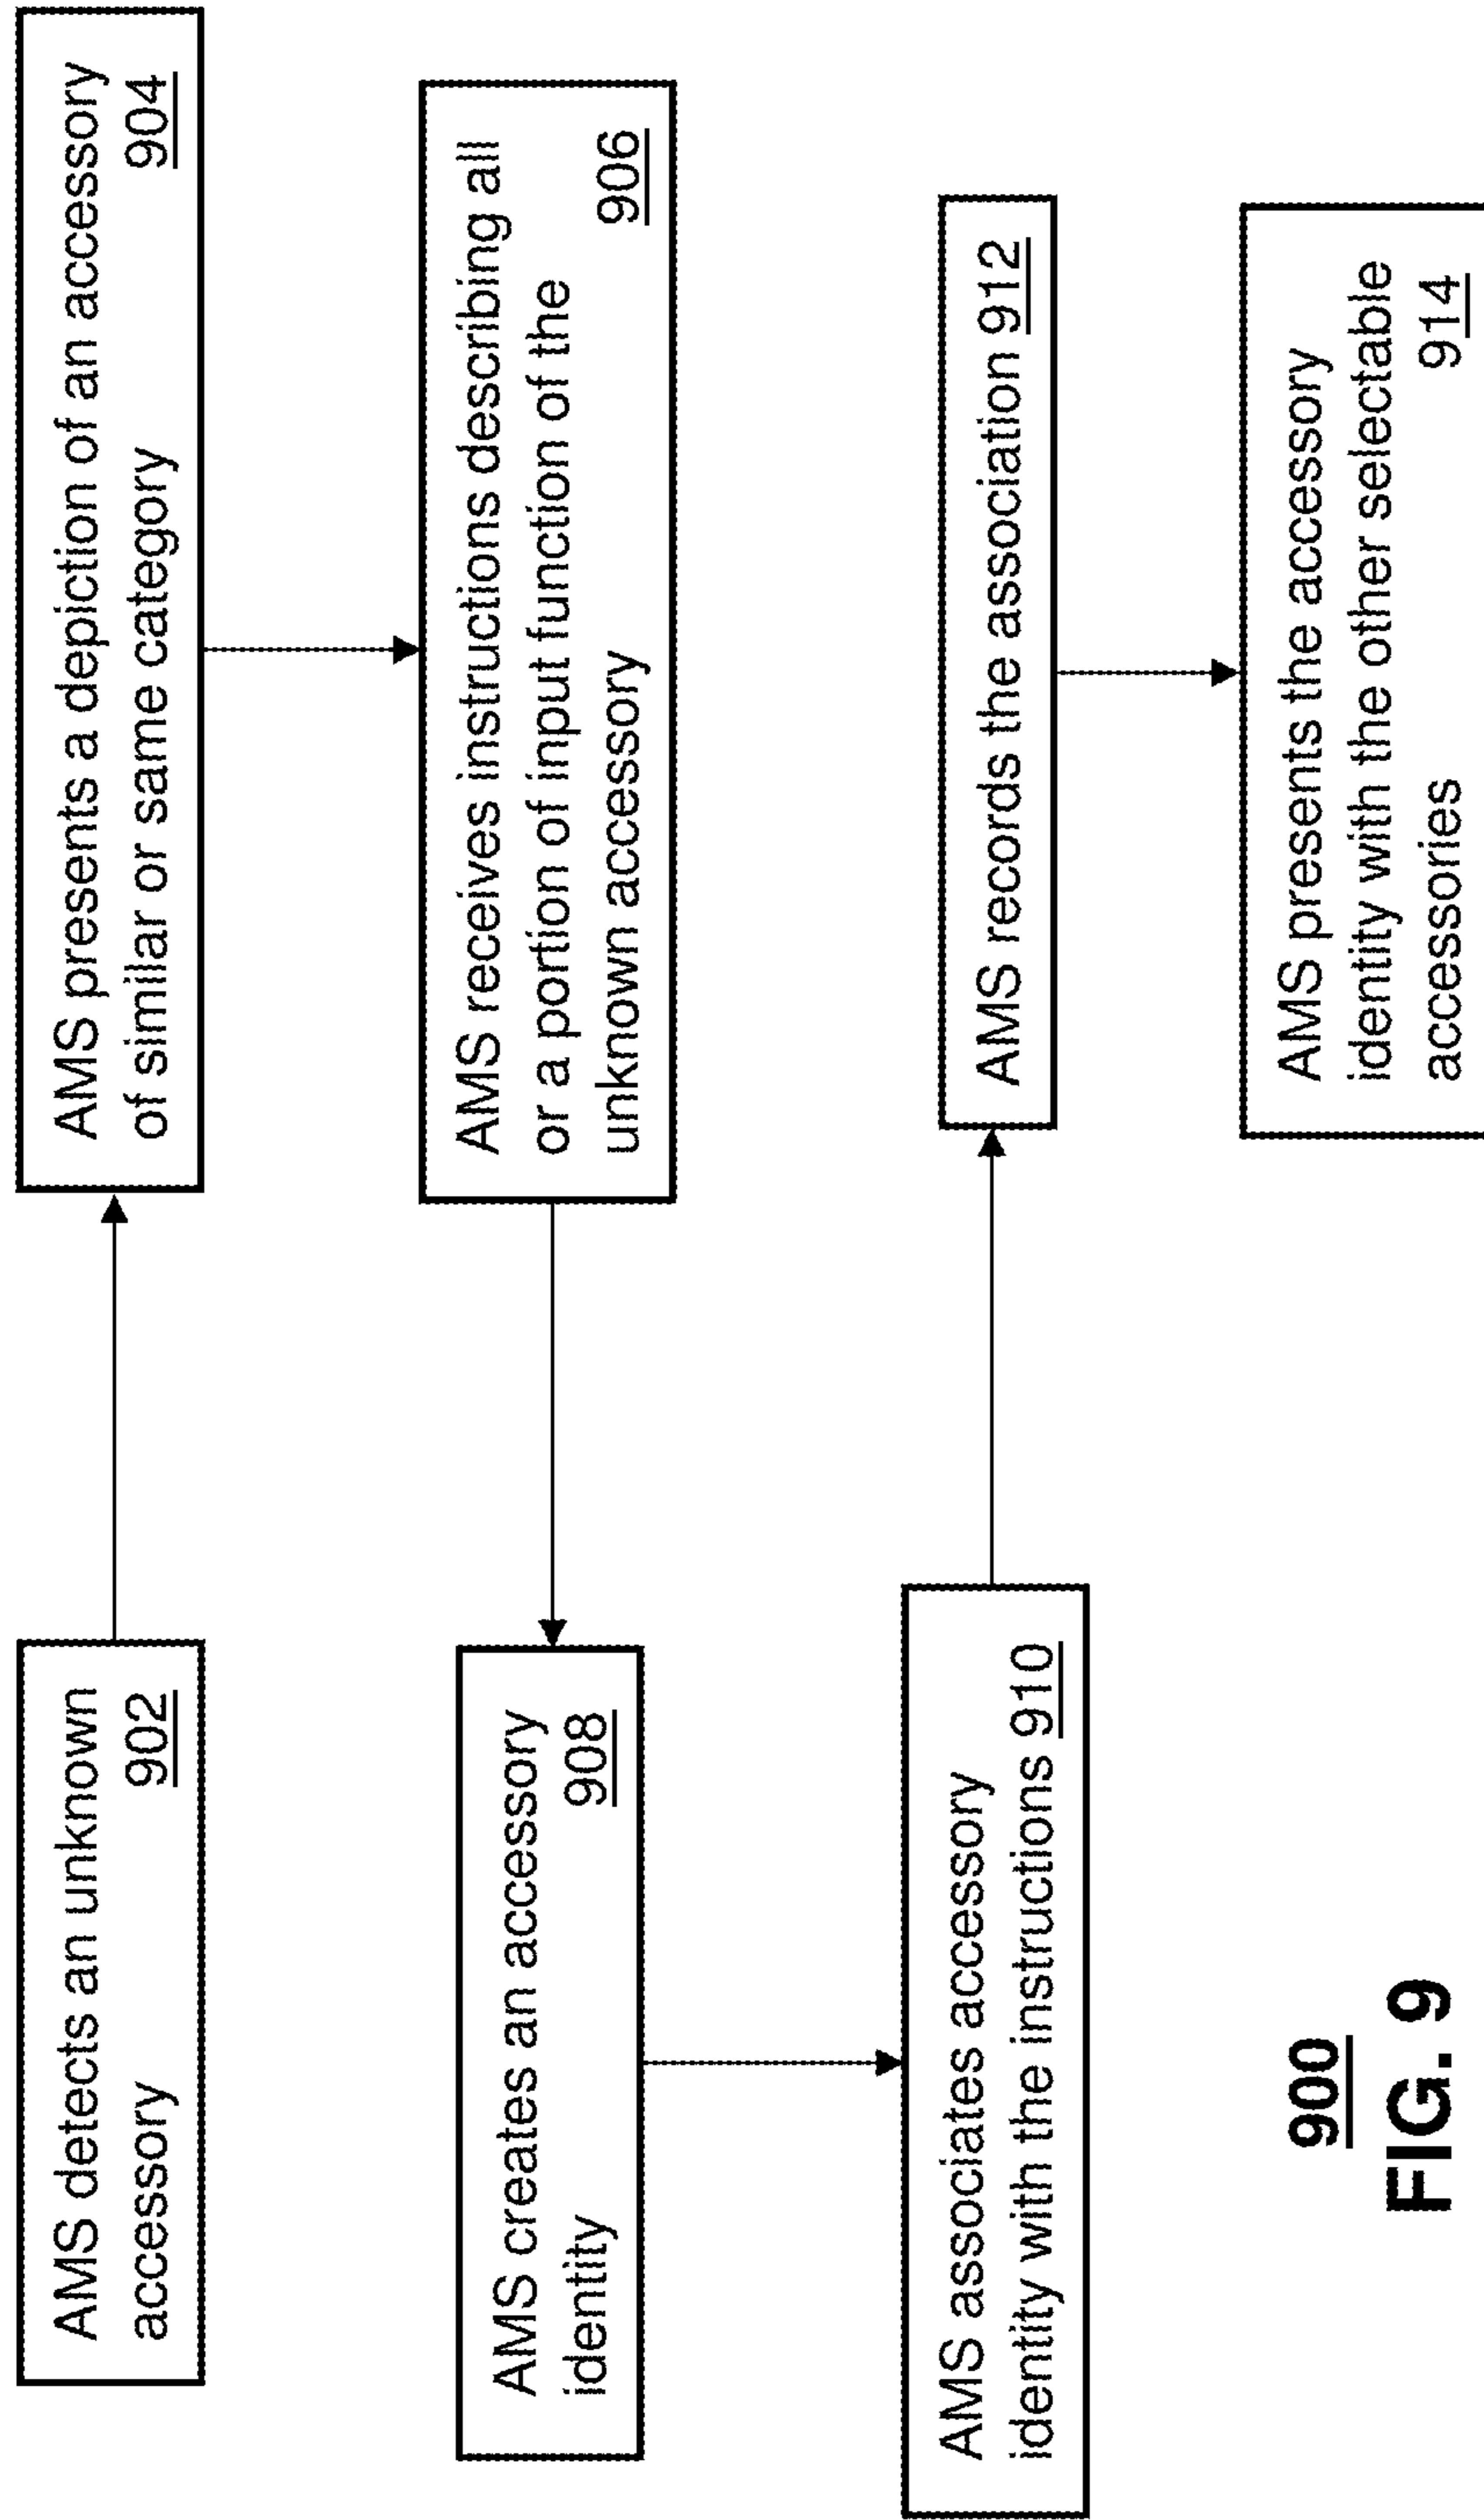 AMS detects an unknown
accessory 902
AMS presents a depiction of an accessory
of similar or same category 904
AMS receives instructions describing all
or a portion of input function of the
unknown accessory 906
AMS creates an accessory
identity 908
AMS associates accessory
identity with the instructions 910
AMS records the association 912
AMS presents the accessory
identity with the other selectable
accessories 914
900
FIG. 9